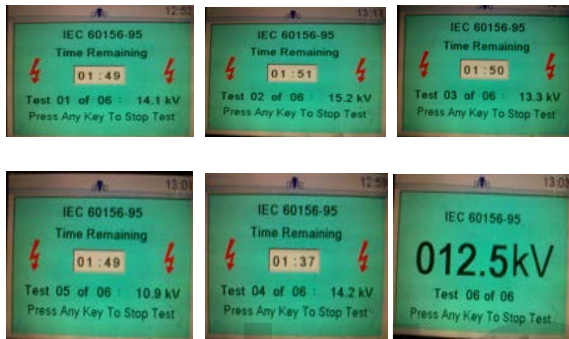 IEC 60156-95
Time Remaining
01:49
Test 01 of 06 : 14.1 kV
Press Any Key To Stop Test
13:11
IEC 60156-95
Time Remaining
01:51
Test 02 of 06 : 15.2 kV
Press Any Key To Stop Test
IEC 60156-95
Time Remaining
01:50
Test 03 of 06 : 13.3 kV
Press Any Key To Stop Test
13:01
IEC 60156-95
Time Remaining
01:49
Test 05 of 06 : 10.9 kV
Press Any Key To Stop Test
IEC 60156-95
Time Remaining
01:37
Test 04 of 06 : 14.2 kV
Press Any Key To Stop Test
13:03
IEC 60156-95
012.5kV
Test 06 of 06
Press Any Key To Stop Test